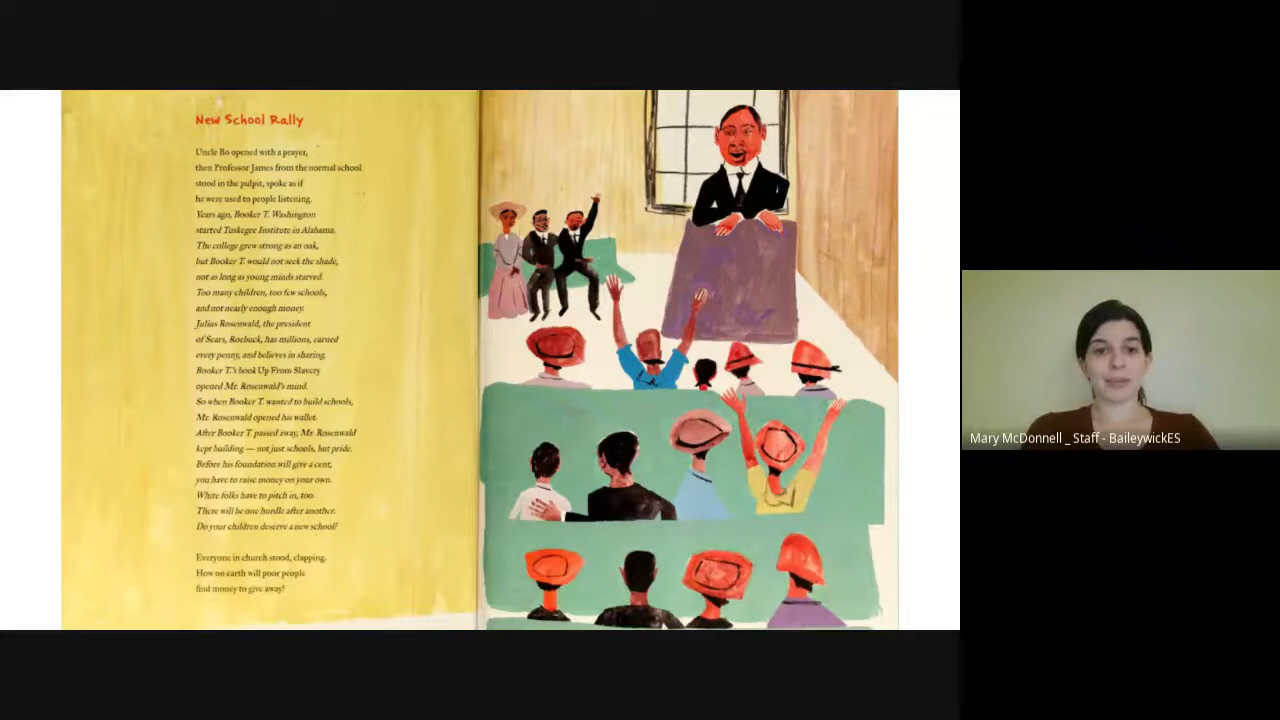 New School Rally
Uncle Bo opened with a prayer,
then Professor James from the normal school
stood in the pulpit, spoke as if
he were used to people listening.
Years ago, Booker T. Washington
started Tuskegee Institute in Alabama.
The college grew strong as an oak,
but Booker T. would not seek the shade,
not as long as young minds starved.
Too many children, too few schools,
and not nearly enough money.
Julius Rosenwald, the president
of Sears, Roebuck, has millions, earned
every penny, and believes in sharing.
Booker T.'s book Up From Slavery
opened Mr. Rosenwald's mind.
So when Booker T. wanted to build schools,
Mr. Rosenwald opened his wallet.
After Booker T. passed away, Mr. Rosenwald
kept building — not just schools, but pride.
Before his foundation will give a cent,
you have to raise money on your own.
White folks have to pitch in, too.
There will be one hurdle after another.
Do your children deserve a new school?
Everyone in church stood, clapping.
How on earth will poor people
find money to give away?
Mary McDonnell _ Staff - BaileywickES